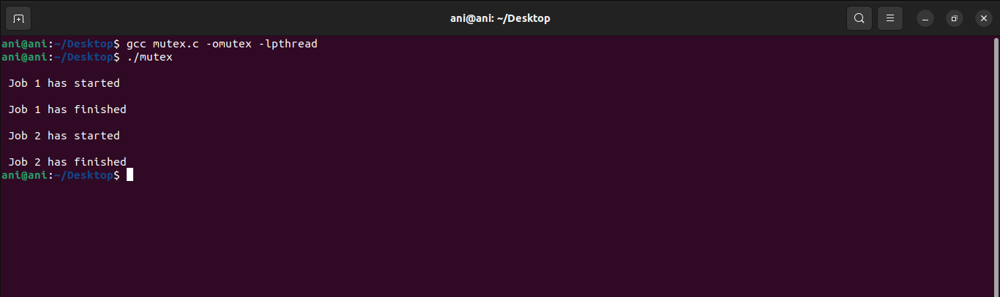 ani@ani: ~/Desktop
ani@ani:~/Desktop$ gcc mutex.c -omutex -lpthread
ani@ani:~/Desktop$ ./mutex
Job 1 has started
Job 1 has finished
Job 2 has started
Job 2 has finished
ani@ani:~/Desktop$